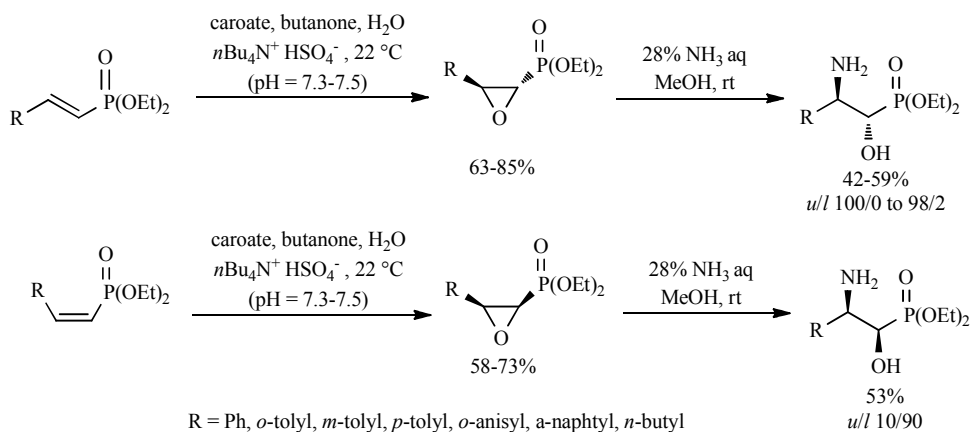 caroate, butanone, H₂O
nBu₄N⁺ HSO₄⁻ , 22 °C
(pH = 7.3-7.5)
28% NH₃ aq
MeOH, rt
R
O
P(OEt)₂
R
O
O
P(OEt)₂
NH₂
O
P(OEt)₂
R
OH
63-85%
42-59%
u/l 100/0 to 98/2
caroate, butanone, H₂O
nBu₄N⁺ HSO₄⁻ , 22 °C
(pH = 7.3-7.5)
28% NH₃ aq
MeOH, rt
R
O
P(OEt)₂
R
O
O
P(OEt)₂
NH₂
O
P(OEt)₂
R
OH
58-73%
53%
u/l 10/90
R = Ph, o-tolyl, m-tolyl, p-tolyl, o-anisyl, a-naphtyl, n-butyl